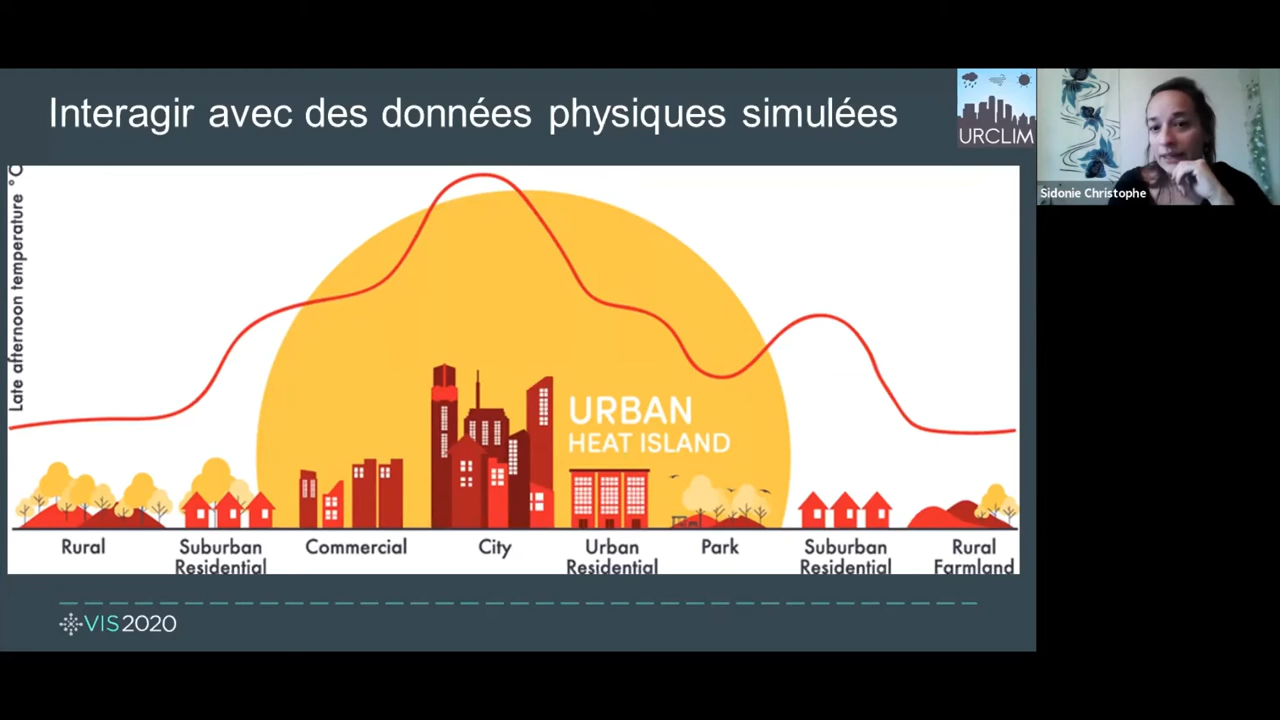 Interagir avec des données physiques simulées
URCLIM
Sidonie Christophe
Late afternoon temperature °C
URBAN
HEAT ISLAND
Rural
Suburban
Residential
Commercial
City
Urban
Residential
Park
Suburban
Residential
Rural
Farmland
VIS2020